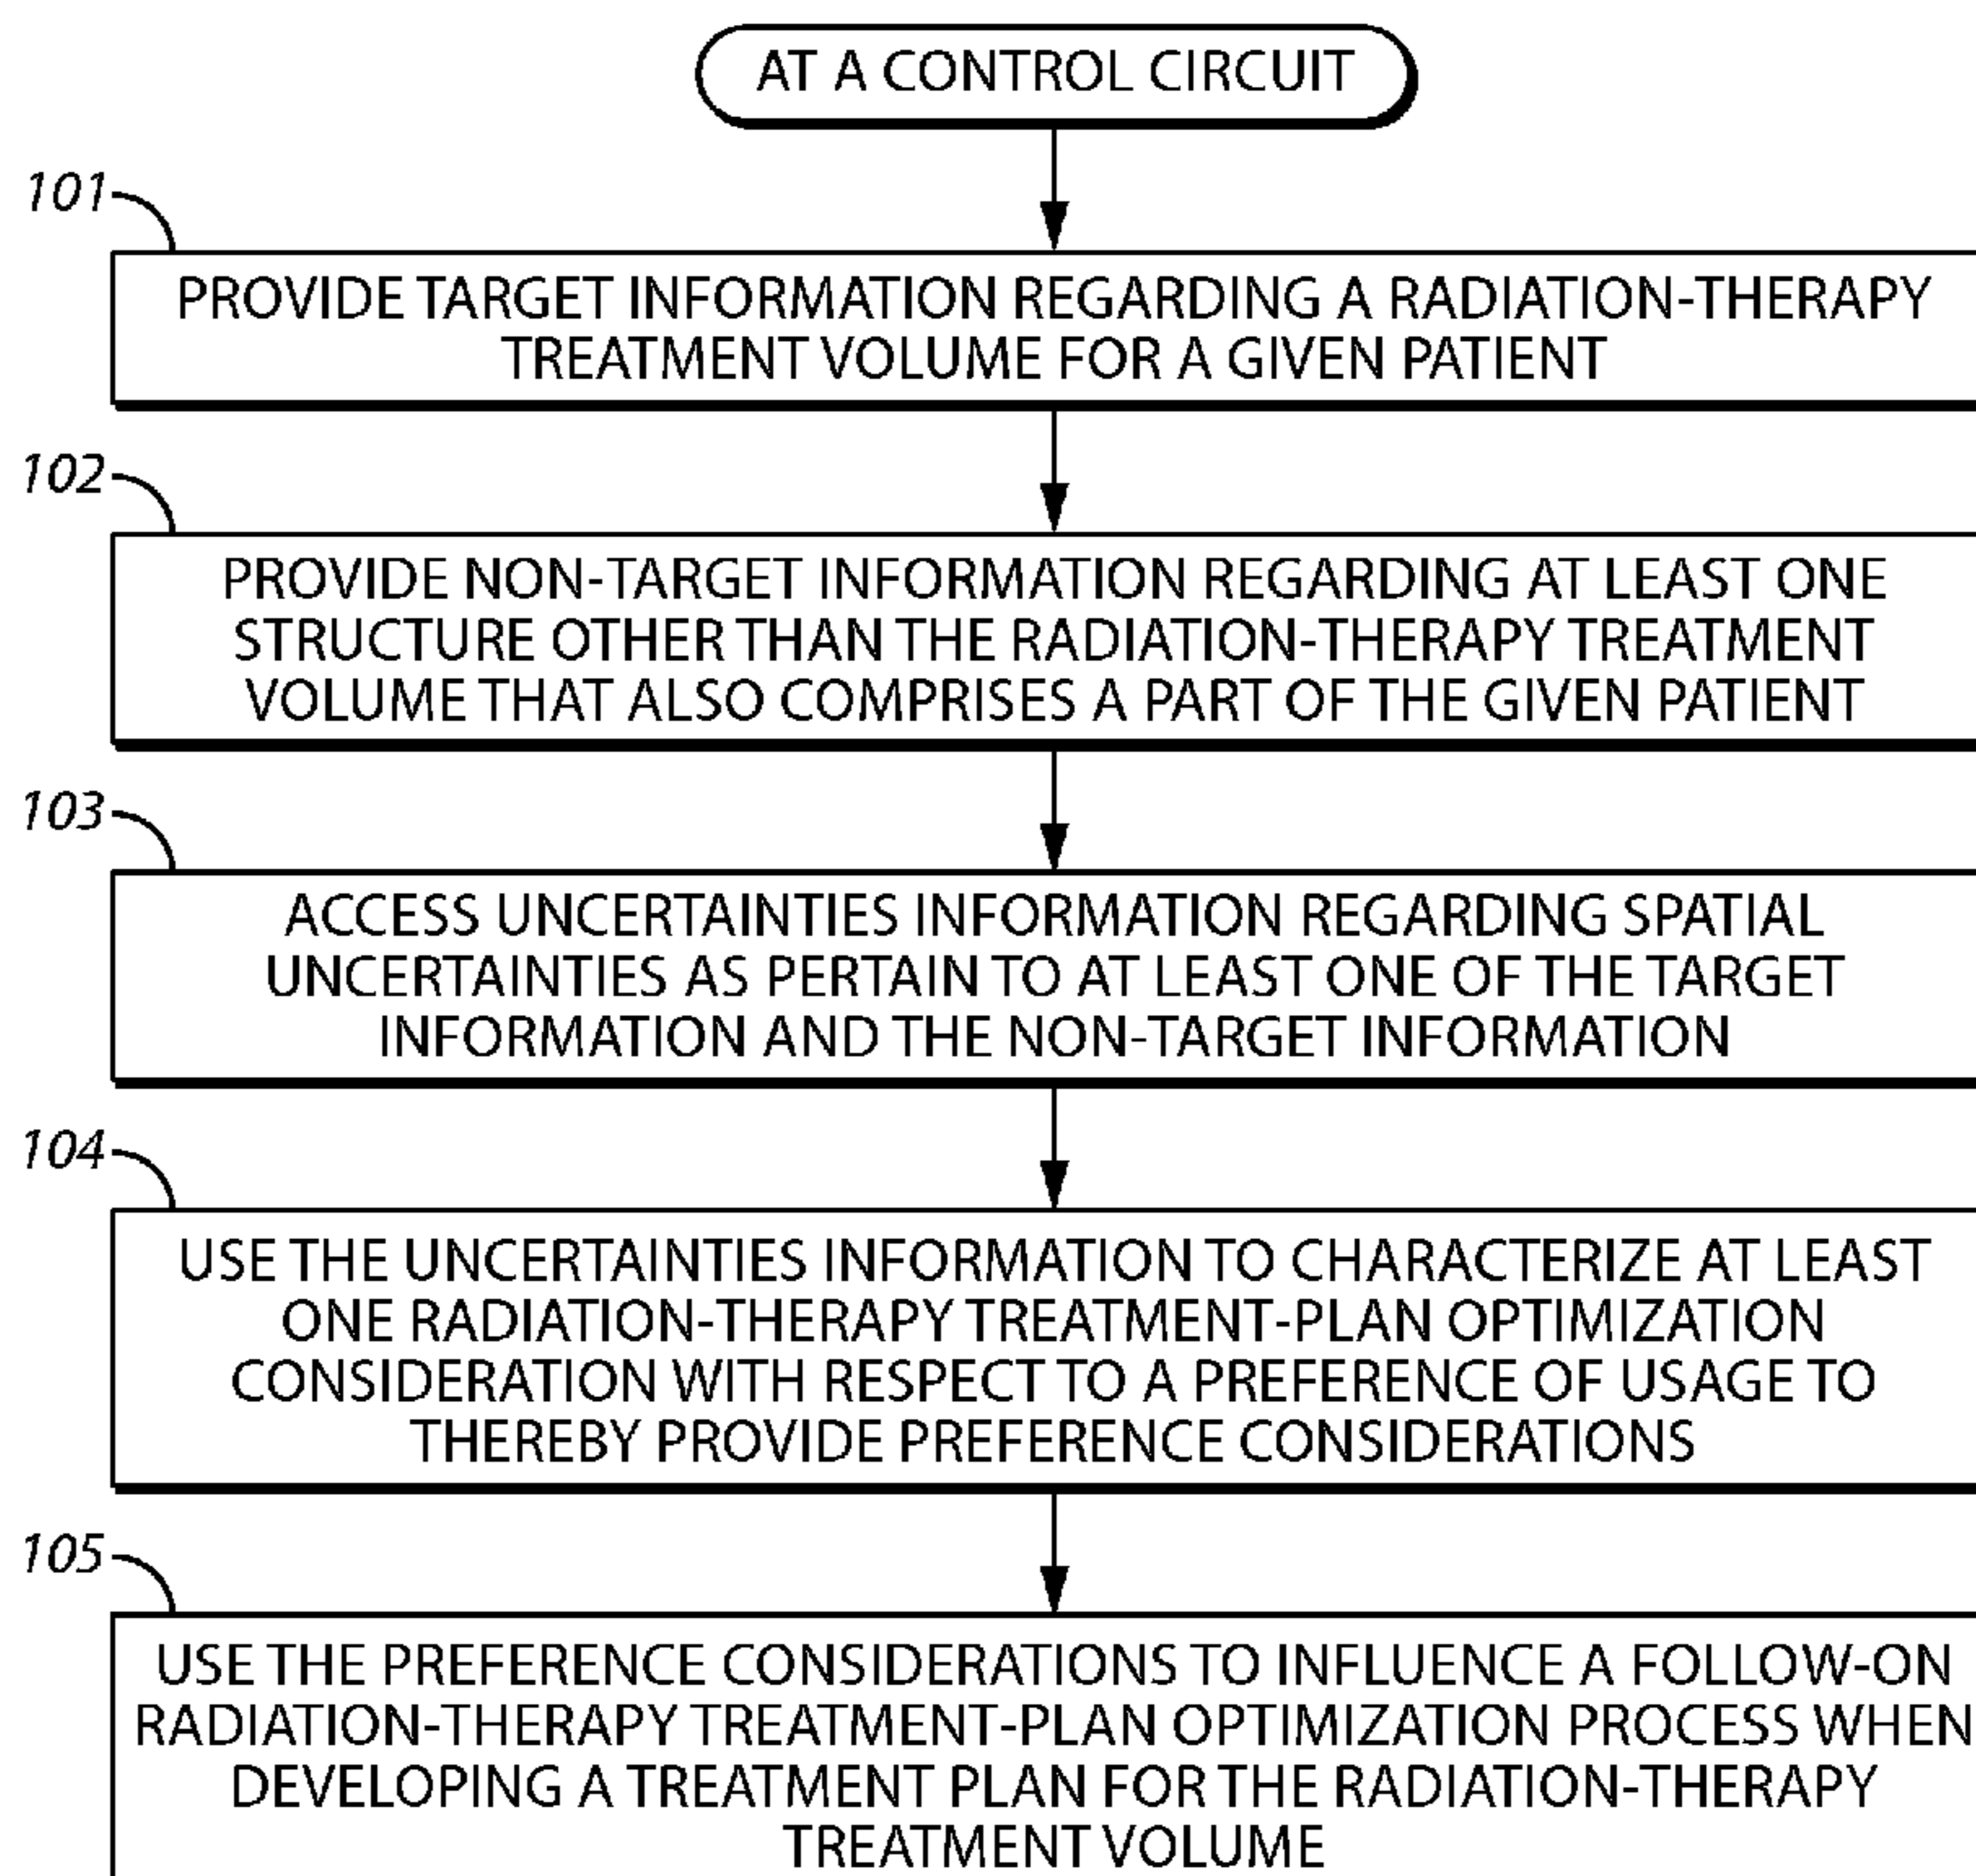 AT A CONTROL CIRCUIT
101
PROVIDE TARGET INFORMATION REGARDING A RADIATION-THERAPY
TREATMENT VOLUME FOR A GIVEN PATIENT
102
PROVIDE NON-TARGET INFORMATION REGARDING AT LEAST ONE
STRUCTURE OTHER THAN THE RADIATION-THERAPY TREATMENT
VOLUME THAT ALSO COMPRISES A PART OF THE GIVEN PATIENT
103
ACCESS UNCERTAINTIES INFORMATION REGARDING SPATIAL
UNCERTAINTIES AS PERTAIN TO AT LEAST ONE OF THE TARGET
INFORMATION AND THE NON-TARGET INFORMATION
104
USE THE UNCERTAINTIES INFORMATION TO CHARACTERIZE AT LEAST
ONE RADIATION-THERAPY TREATMENT-PLAN OPTIMIZATION
CONSIDERATION WITH RESPECT TO A PREFERENCE OF USAGE TO
THEREBY PROVIDE PREFERENCE CONSIDERATIONS
105
USE THE PREFERENCE CONSIDERATIONS TO INFLUENCE A FOLLOW-ON
RADIATION-THERAPY TREATMENT-PLAN OPTIMIZATION PROCESS WHEN
DEVELOPING A TREATMENT PLAN FOR THE RADIATION-THERAPY
TREATMENT VOLUME